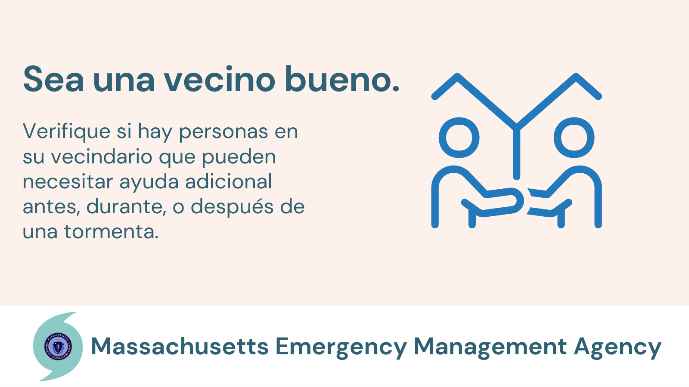 Sea una vecino bueno.
Verifique si hay personas en
su vecindario que pueden
necesitar ayuda adicional
antes, durante, o después de
una tormenta.
Massachusetts Emergency Management Agency